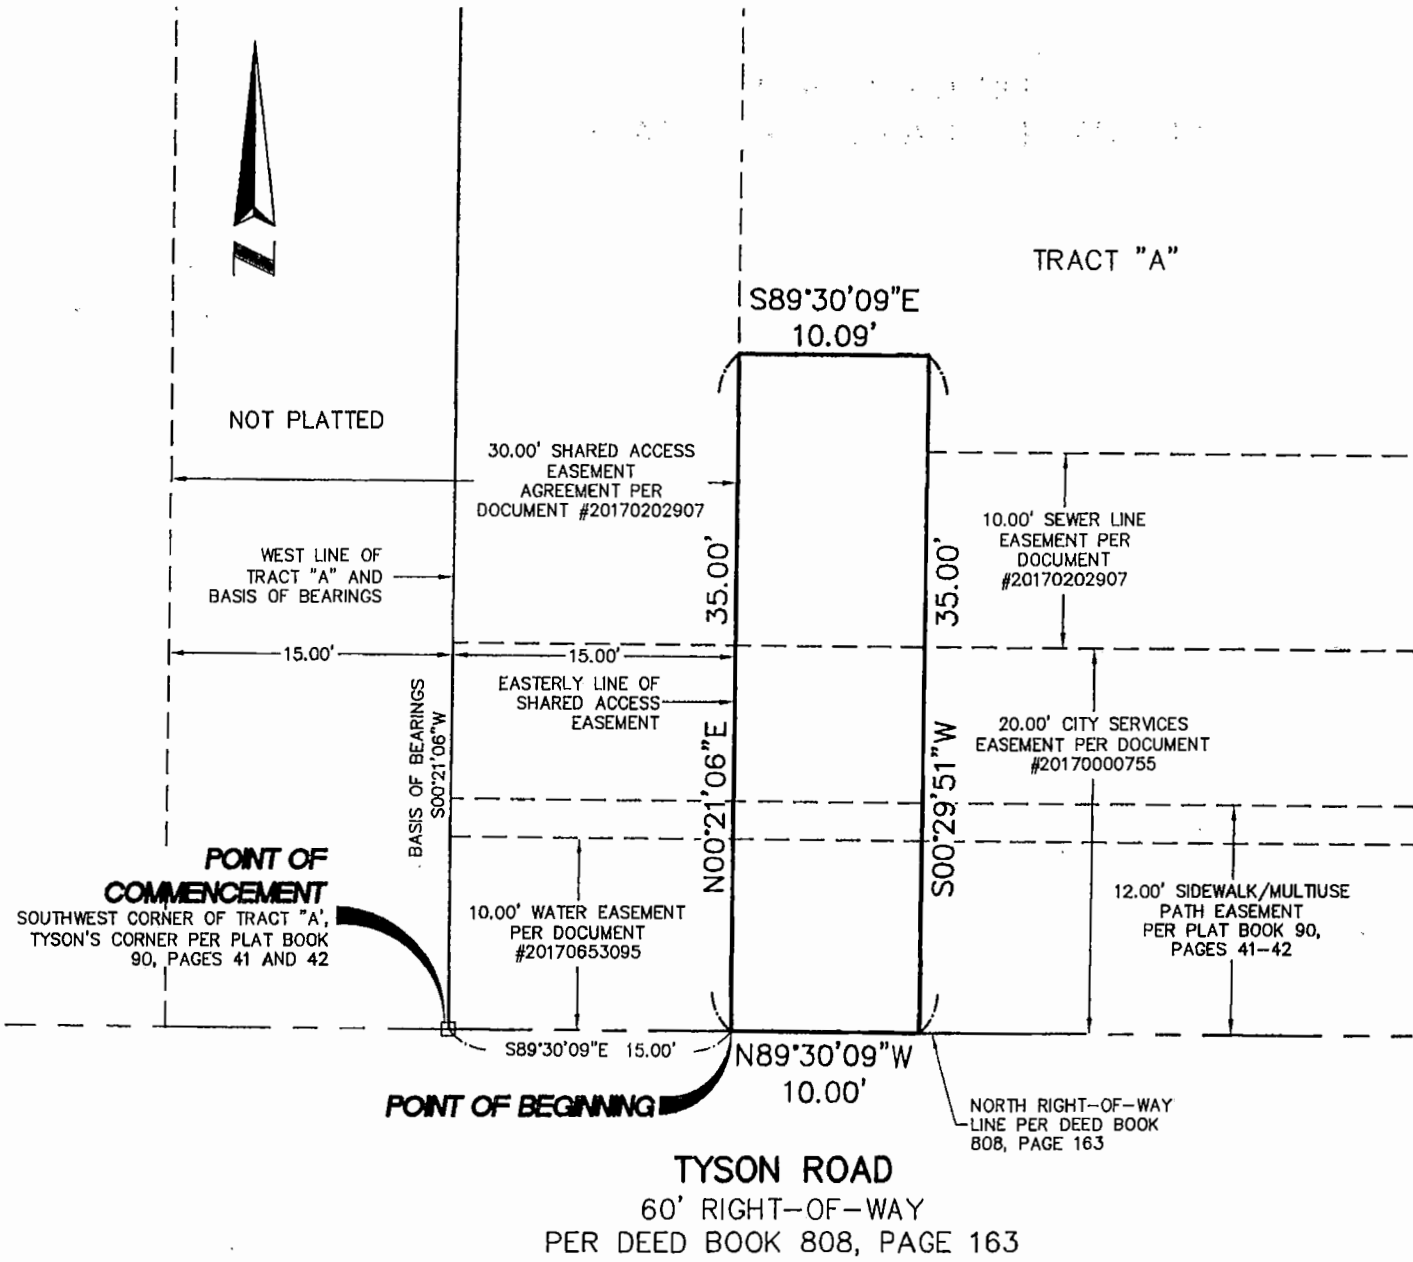 TRACT "A"
S89°30'09"E
10.09'
NOT PLATTED
30.00' SHARED ACCESS
EASEMENT
AGREEMENT PER
DOCUMENT #20170202907
10.00' SEWER LINE
EASEMENT PER
DOCUMENT
#20170202907
WEST LINE OF
TRACT "A" AND
BASIS OF BEARINGS
35.00'
35.00'
15.00'
15.00'
EASTERLY LINE OF
SHARED ACCESS
EASEMENT
BASIS OF BEARINGS
S00°21'06"W
N00°21'06"E
S00°29'51"W
20.00' CITY SERVICES
EASEMENT PER DOCUMENT
#20170000755
POINT OF
COMMENCEMENT
SOUTHWEST CORNER OF TRACT "A',
TYSON'S CORNER PER PLAT BOOK
90, PAGES 41 AND 42
10.00' WATER EASEMENT
PER DOCUMENT
#20170653095
12.00' SIDEWALK/MULTIUSE
PATH EASEMENT
PER PLAT BOOK 90,
PAGES 41-42
S89°30'09"E 15.00'
N89°30'09"W
10.00'
POINT OF BEGINNING
NORTH RIGHT-OF-WAY
LINE PER DEED BOOK
808, PAGE 163
TYSON ROAD
60' RIGHT-OF-WAY
PER DEED BOOK 808, PAGE 163